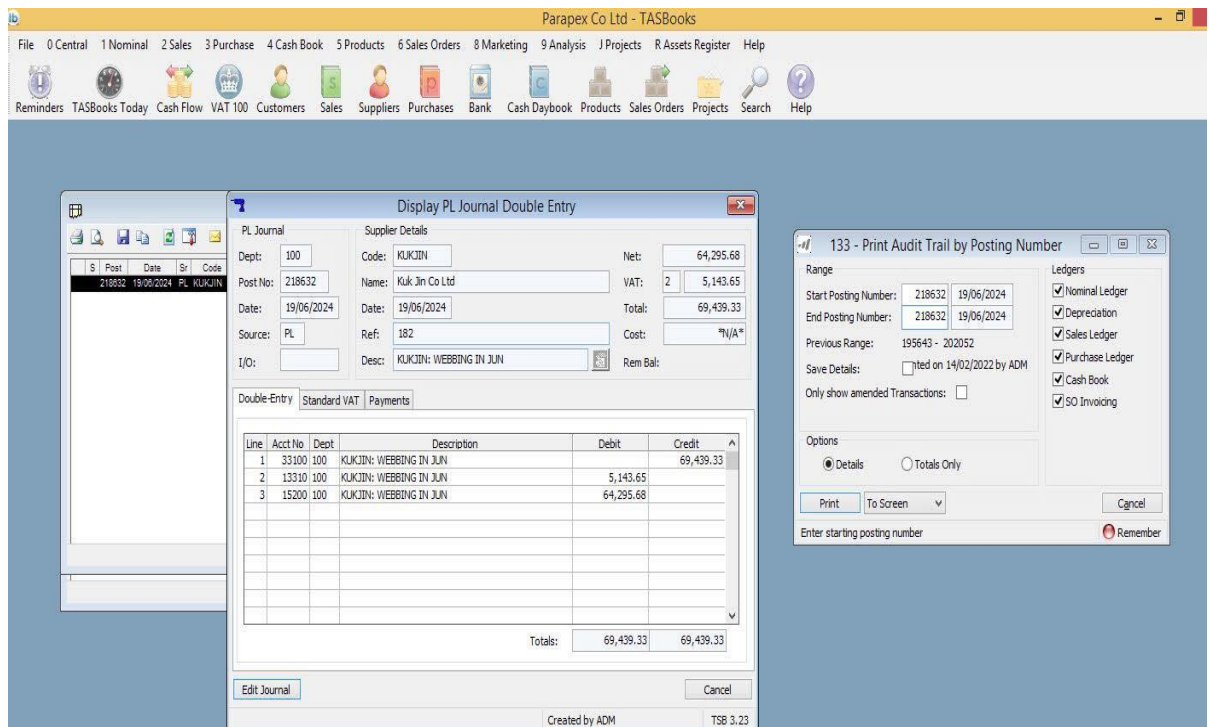 Parapex Co Ltd - TASBooks
File 0 Central 1 Nominal 2 Sales 3 Purchase 4 Cash Book 5 Products 6 Sales Orders 8 Marketing 9 Analysis J Projects R Assets Register Help
Reminders TASBooks Today Cash Flow VAT 100 Customers Sales Suppliers Purchases Bank Cash Daybook Products Sales Orders Projects Search Help
S Post Date Sr Code
218632 19/06/2024 PL KUKJIN
Display PL Journal Double Entry
PL Journal Supplier Details
Dept: 100 Code: KUKJIN Net: 64,295.68
Post No: 218632 Name: Kuk Jin Co Ltd VAT: 2 5,143.65
Date: 19/06/2024 Date: 19/06/2024 Total: 69,439.33
Source: PL Ref: 182 Cost: *N/A*
I/O: Desc: KUKJIN: WEBBING IN JUN Rem Bal:
Double-Entry Standard VAT Payments
Line Acct No Dept Description Debit Credit
1 33100 100 KUKJIN: WEBBING IN JUN 69,439.33
2 13310 100 KUKJIN: WEBBING IN JUN 5,143.65
3 15200 100 KUKJIN: WEBBING IN JUN 64,295.68
Totals: 69,439.33 69,439.33
Edit Journal Cancel
Created by ADM TSB 3.23
133 - Print Audit Trail by Posting Number
Range Ledgers
Start Posting Number: 218632 19/06/2024 Nominal Ledger
End Posting Number: 218632 19/06/2024 Depreciation
Sales Ledger
Previous Range: 195643 - 202052
Purchase Ledger
Save Details: nted on 14/02/2022 by ADM
Cash Book
Only show amended Transactions:
SO Invoicing
Options
Details Totals Only
Print To Screen Cancel
Enter starting posting number Remember